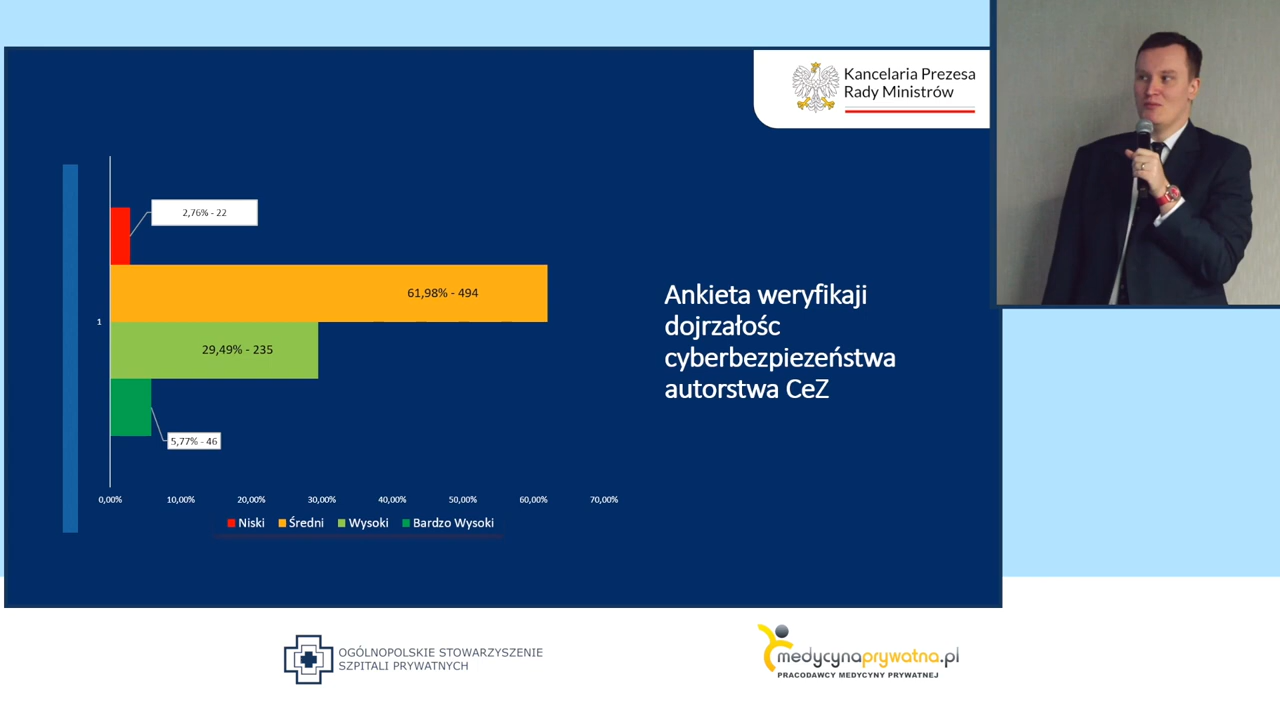 Kancelaria Prezesa
Rady Ministrów
2,76% - 22
61,98% - 494
1
29,49% - 235
5,77% - 46
0,00% 10,00% 20,00% 30,00% 40,00% 50,00% 60,00% 70,00%
Niski Średni Wysoki Bardzo Wysoki
Ankieta weryfikaji
dojrzałośc
cyberbezpiezeństwa
autorstwa CeZ
OGÓLNOPOLSKIE STOWARZYSZENIE
SZPITALI PRYWATNYCH
medycynaprywatna.pl
PRACODAWCY MEDYCYNY PRYWATNEJ